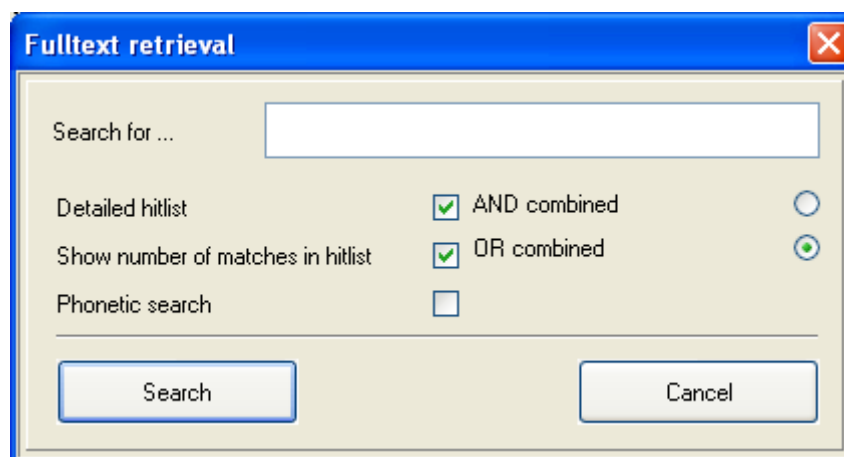 Fulltext retrieval
Search for ...
Detailed hitlist AND combined
Show number of matches in hitlist OR combined
Phonetic search
Search Cancel